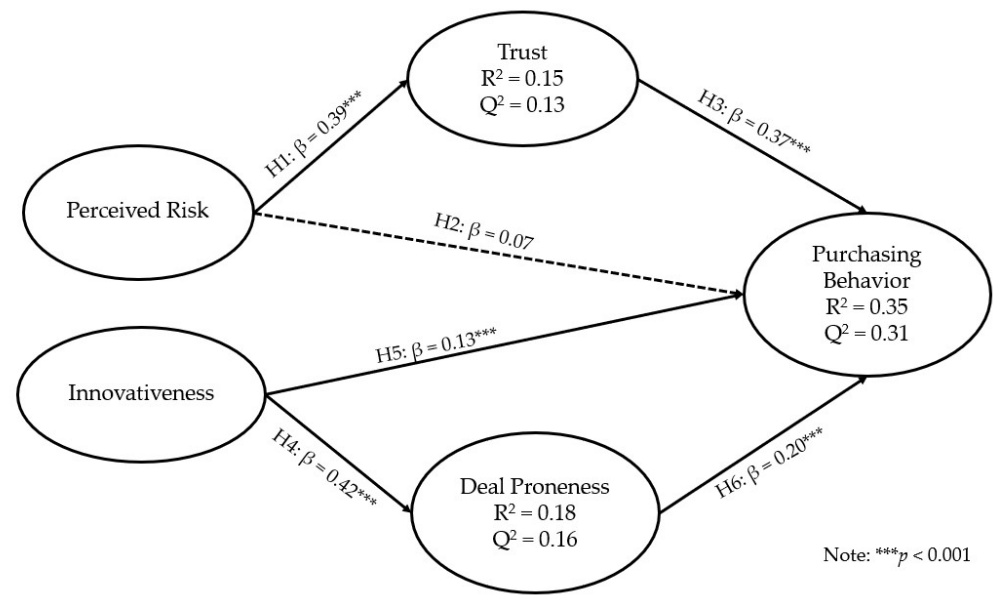 Trust
R² = 0.15
Q² = 0.13
H1: β = 0.39***
H3: β = 0.37***
Perceived Risk
H2: β = 0.07
Purchasing
Behavior
R² = 0.35
Q² = 0.31
H5: β = 0.13***
Innovativeness
H4: β = 0.42***
H6: β = 0.20***
Deal Proneness
R² = 0.18
Q² = 0.16
Note: ***p < 0.001